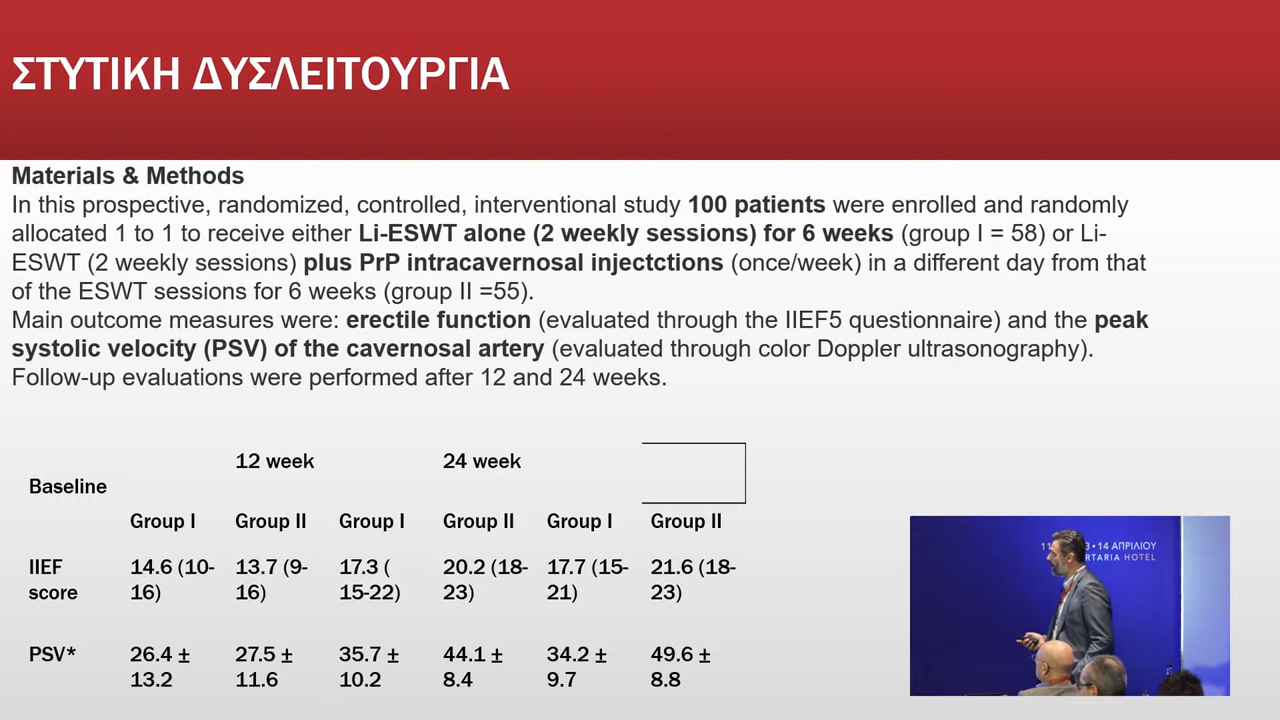 ΣΤΥΤΙΚΗ ΔΥΣΛΕΙΤΟΥΡΓΙΑ
Materials & Methods
In this prospective, randomized, controlled, interventional study 100 patients were enrolled and randomly
allocated 1 to 1 to receive either Li-ESWT alone (2 weekly sessions) for 6 weeks (group I = 58) or Li-
ESWT (2 weekly sessions) plus PrP intracavernosal injectctions (once/week) in a different day from that
of the ESWT sessions for 6 weeks (group II =55).
Main outcome measures were: erectile function (evaluated through the IIEF5 questionnaire) and the peak
systolic velocity (PSV) of the cavernosal artery (evaluated through color Doppler ultrasonography).
Follow-up evaluations were performed after 12 and 24 weeks.
12 week 24 week
Baseline
Group I Group II Group I Group II Group I Group II
IIEF 14.6 (10- 13.7 (9- 17.3 ( 20.2 (18- 17.7 (15- 21.6 (18-
score 16) 16) 15-22) 23) 21) 23)
PSV* 26.4 ± 27.5 ± 35.7 ± 44.1 ± 34.2 ± 49.6 ±
13.2 11.6 10.2 8.4 9.7 8.8
14 ΑΠΡΙΛΙΟΥ
HOTEL